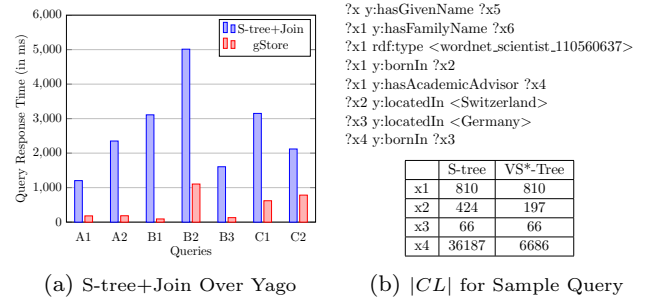 6,000
5,000
4,000
3,000
2,000
1,000
0
Query Response Time (in ms)
S-tree+Join
gStore
A1 A2 B1 B2 B3 C1 C2
Queries
(a) S-tree+Join Over Yago
?x y:hasGivenName ?x5
?x1 y:hasFamilyName ?x6
?x1 rdf:type <wordnet_scientist_110560637>
?x1 y:bornIn ?x2
?x1 y:hasAcademicAdvisor ?x4
?x2 y:locatedIn <Switzerland>
?x3 y:locatedIn <Germany>
?x4 y:bornIn ?x3
S-tree VS*-Tree
x1 810 810
x2 424 197
x3 66 66
x4 36187 6686
(b) |CL| for Sample Query